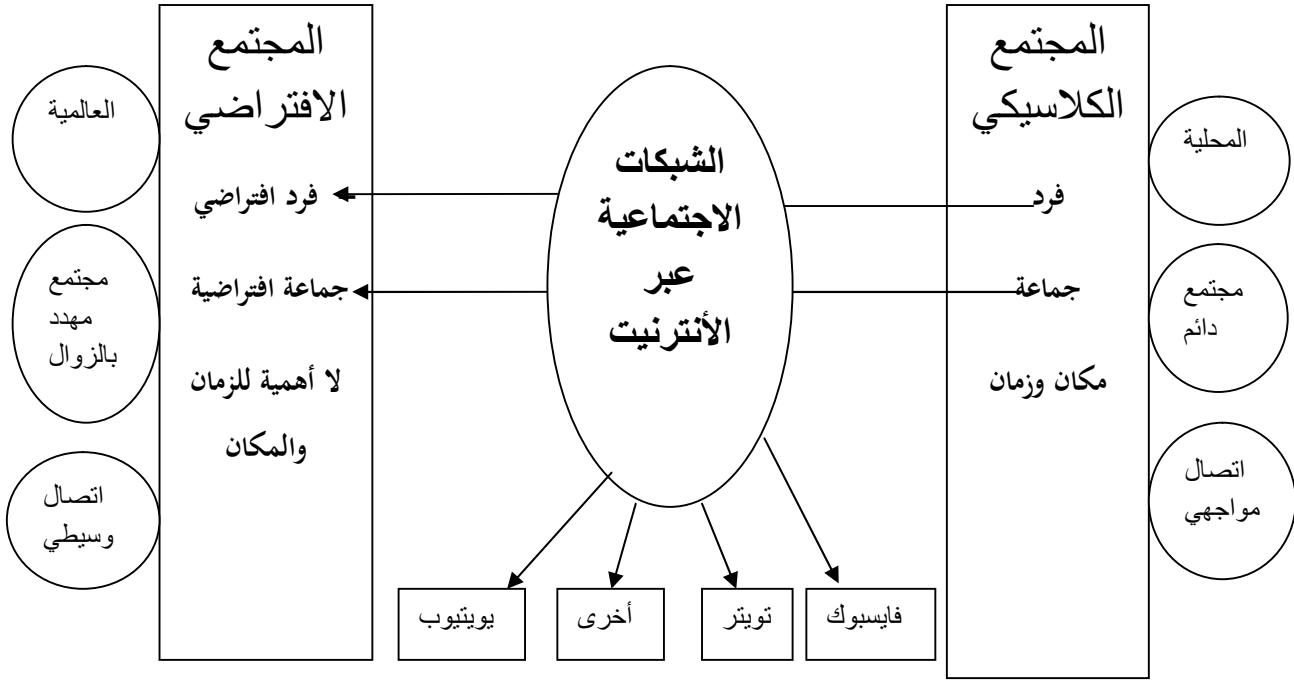 المجتمع
الكلاسيكي
فرد
جماعة
مكان وزمان
المحلية
مجتمع
دائم
اتصال
مواجهي
الشبكات
الاجتماعية
عبر
الأنترنيت
فايسبوك
تويتر
أخرى
يويتيوب
المجتمع
الافتراضي
فرد افتراضي
جماعة افتراضية
لا أهمية للزمان
والمكان
العالمية
مجتمع
مهدد
بالزوال
اتصال
وسيطي